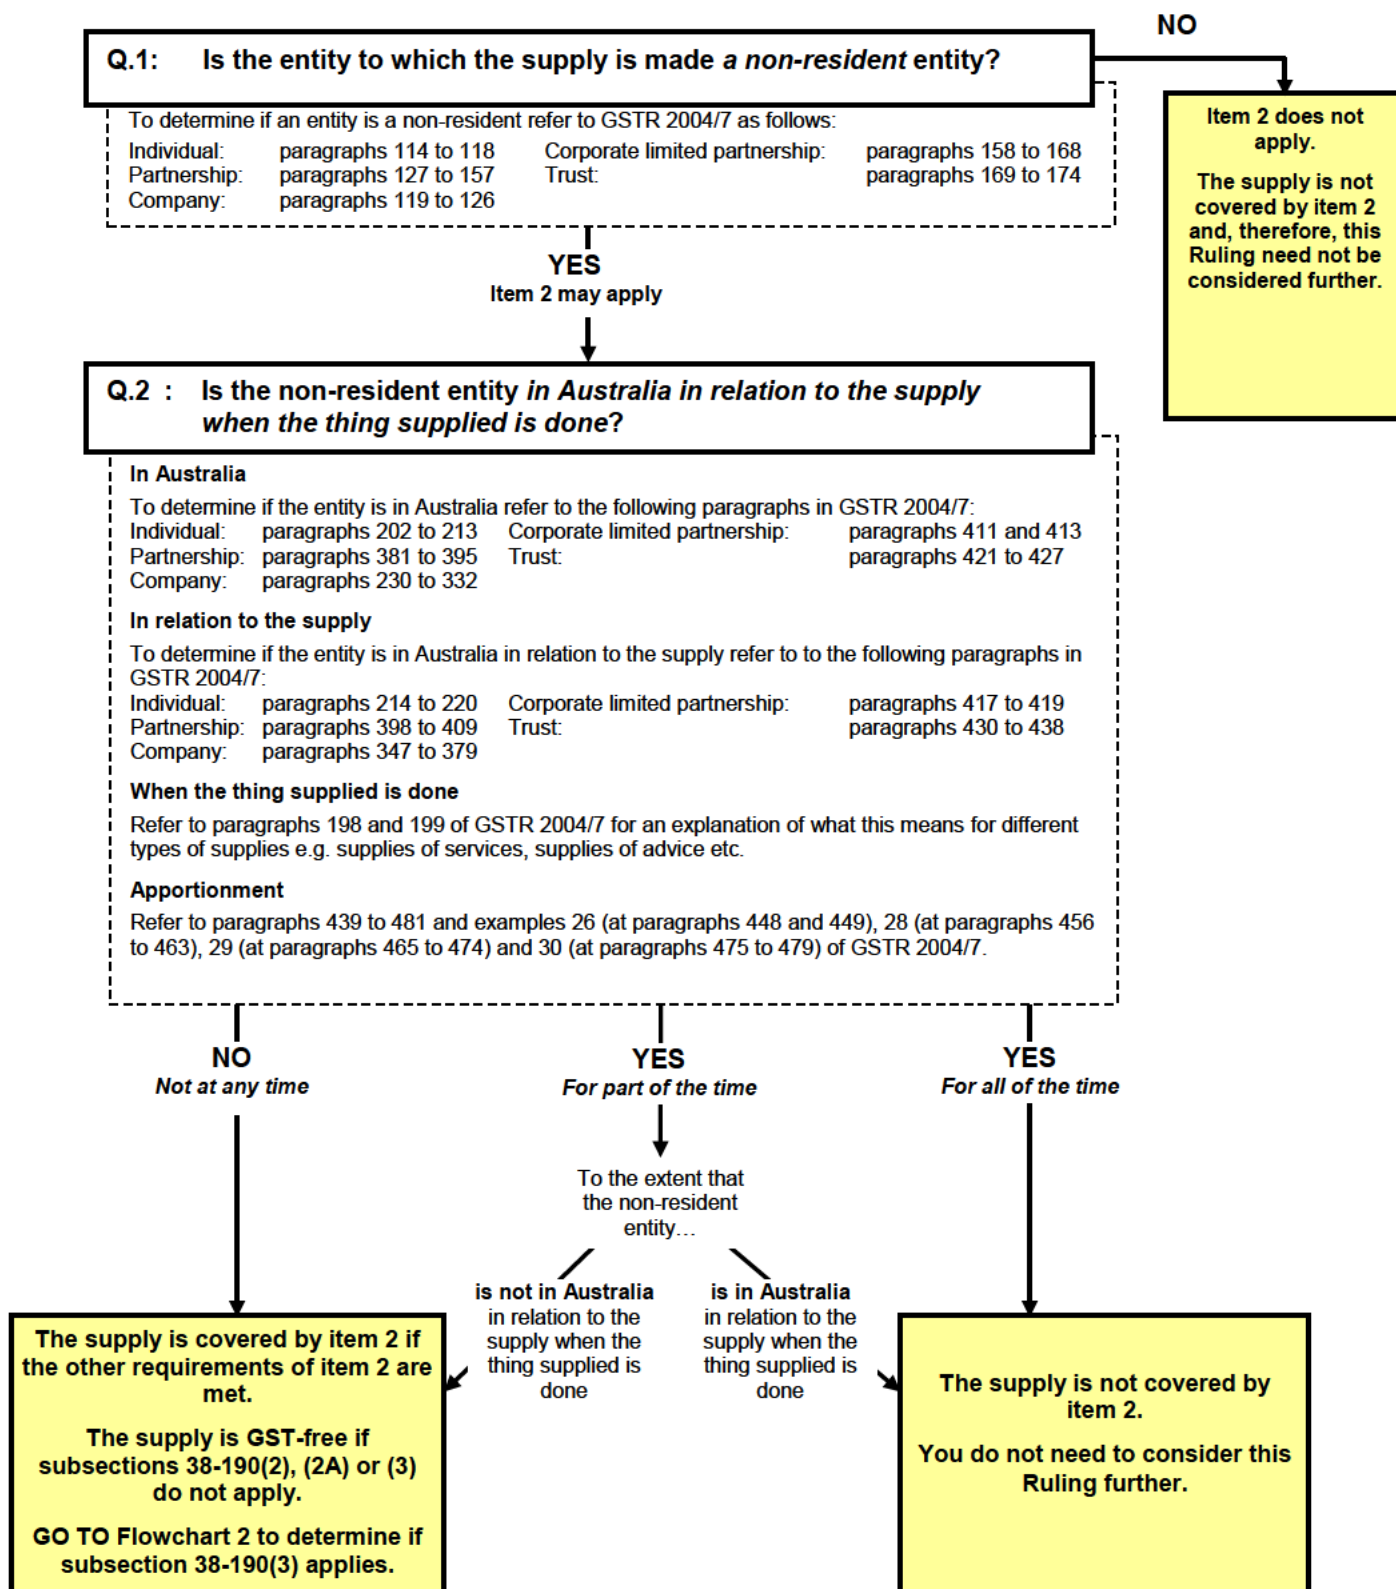 NO
Q.1: Is the entity to which the supply is made a non-resident entity?
To determine if an entity is a non-resident refer to GSTR 2004/7 as follows:
Individual: paragraphs 114 to 118 Corporate limited partnership: paragraphs 158 to 168
Partnership: paragraphs 127 to 157 Trust: paragraphs 169 to 174
Company: paragraphs 119 to 126
Item 2 does not
apply.
The supply is not
covered by item 2
and, therefore, this
Ruling need not be
considered further.
YES
Item 2 may apply
Q.2 : Is the non-resident entity in Australia in relation to the supply
when the thing supplied is done?
In Australia
To determine if the entity is in Australia refer to the following paragraphs in GSTR 2004/7:
Individual: paragraphs 202 to 213 Corporate limited partnership: paragraphs 411 and 413
Partnership: paragraphs 381 to 395 Trust: paragraphs 421 to 427
Company: paragraphs 230 to 332
In relation to the supply
To determine if the entity is in Australia in relation to the supply refer to to the following paragraphs in
GSTR 2004/7:
Individual: paragraphs 214 to 220 Corporate limited partnership: paragraphs 417 to 419
Partnership: paragraphs 398 to 409 Trust: paragraphs 430 to 438
Company: paragraphs 347 to 379
When the thing supplied is done
Refer to paragraphs 198 and 199 of GSTR 2004/7 for an explanation of what this means for different
types of supplies e.g. supplies of services, supplies of advice etc.
Apportionment
Refer to paragraphs 439 to 481 and examples 26 (at paragraphs 448 and 449), 28 (at paragraphs 456
to 463), 29 (at paragraphs 465 to 474) and 30 (at paragraphs 475 to 479) of GSTR 2004/7.
NO
Not at any time
YES
For part of the time
YES
For all of the time
To the extent that
the non-resident
entity…
is not in Australia
in relation to the
supply when the
thing supplied is
done
is in Australia
in relation to the
supply when the
thing supplied is
done
The supply is covered by item 2 if
the other requirements of item 2 are
met.
The supply is GST-free if
subsections 38-190(2), (2A) or (3)
do not apply.
GO TO Flowchart 2 to determine if
subsection 38-190(3) applies.
The supply is not covered by
item 2.
You do not need to consider this
Ruling further.